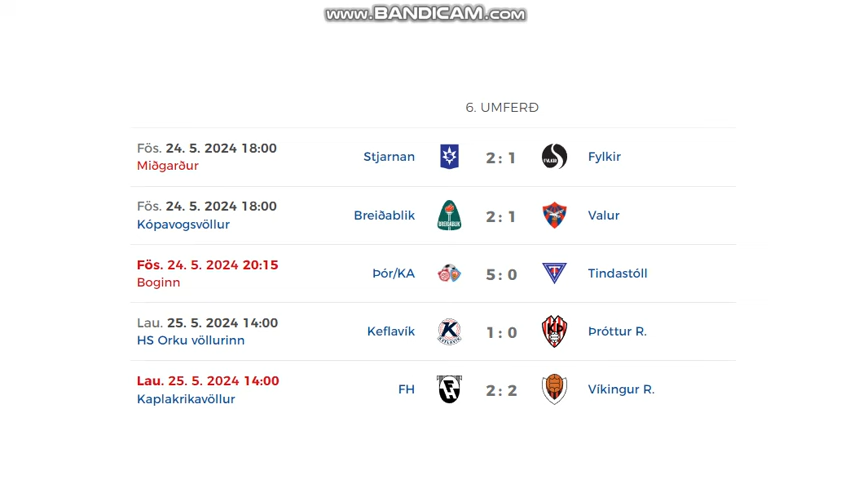 www.BANDICAM.com
6. UMFERÐ
Fös. 24. 5. 2024 18:00
Miðgarður
Stjarnan 2 : 1 Fylkir
Fös. 24. 5. 2024 18:00
Kópavogsvöllur
Breiðablik 2 : 1 Valur
Fös. 24. 5. 2024 20:15
Boginn
Þór/KA 5 : 0 Tindastóll
Lau. 25. 5. 2024 14:00
HS Orku völlurinn
Keflavík 1 : 0 Þróttur R.
Lau. 25. 5. 2024 14:00
Kaplakrikavöllur
FH 2 : 2 Víkingur R.